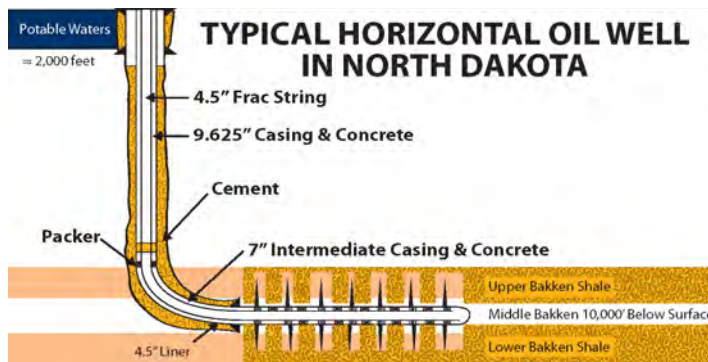 Potable Waters
= 2,000 feet
TYPICAL HORIZONTAL OIL WELL
IN NORTH DAKOTA
4.5” Frac String
9.625” Casing & Concrete
Cement
Packer
7” Intermediate Casing & Concrete
Upper Bakken Shale
Middle Bakken 10,000' Below Surface
4.5” Liner
Lower Bakken Shale